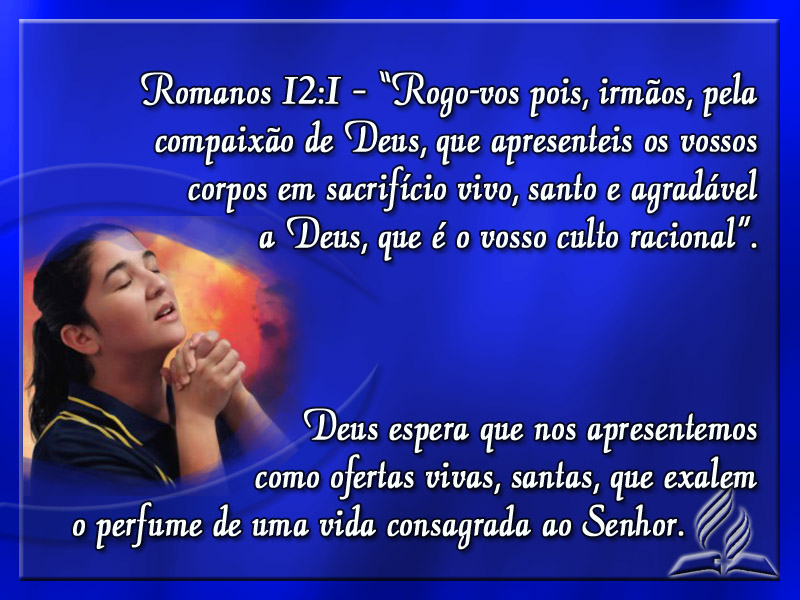 Romanos 12:1 – “Rogo-vos pois, irmãos, pela
compaixão de Deus, que apresenteis os vossos
corpos em sacrifício vivo, santo e agradável
a Deus, que é o vosso culto racional”.
Deus espera que nos apresentemos
como ofertas vivas, santas, que exalem
o perfume de uma vida consagrada ao Senhor.